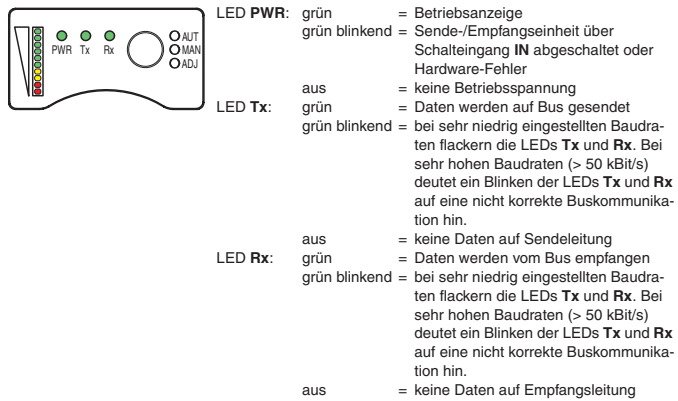 PWR Tx Rx AUT
MAN
ADJ
LED PWR: grün = Betriebsanzeige
grün blinkend = Sende-/Empfangseinheit über
Schalteingang IN abgeschaltet oder
Hardware-Fehler
aus = keine Betriebsspannung
LED Tx: grün = Daten werden auf Bus gesendet
grün blinkend = bei sehr niedrig eingestellten Baudra-
ten flackern die LEDs Tx und Rx. Bei
sehr hohen Baudraten (> 50 kBit/s)
deutet ein Blinken der LEDs Tx und Rx
auf eine nicht korrekte Buskommunika-
tion hin.
aus = keine Daten auf Sendeleitung
LED Rx: grün = Daten werden vom Bus empfangen
grün blinkend = bei sehr niedrig eingestellten Baudra-
ten flackern die LEDs Tx und Rx. Bei
sehr hohen Baudraten (> 50 kBit/s)
deutet ein Blinken der LEDs Tx und Rx
auf eine nicht korrekte Buskommunika-
tion hin.
aus = keine Daten auf Empfangsleitung